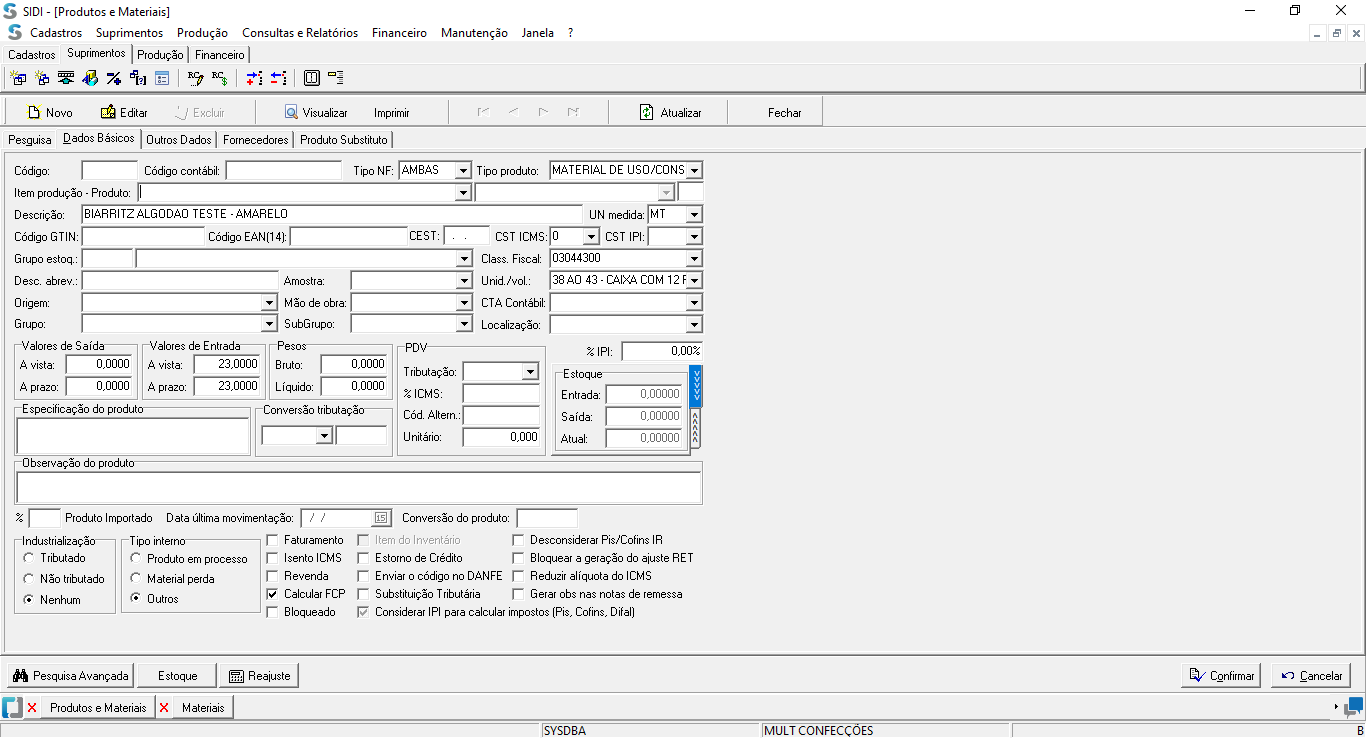 SIDI - [Produtos e Materiais]
Cadastros Suprimentos Produção Consultas e Relatórios Financeiro Manutenção Janela ?
Cadastros Suprimentos Produção Financeiro
Novo Editar Excluir Visualizar Imprimir Atualizar Fechar
Pesquisa Dados Básicos Outros Dados Fornecedores Produto Substituto
Código: Código contábil: Tipo NF: AMBAS Tipo produto: MATERIAL DE USO/CONS
Item produção - Produto:
Descrição: BIARRITZ ALGODAO TESTE - AMARELO UN medida: MT
Código GTIN: Código EAN(14): CEST: . . CST ICMS: 0 CST IPI:
Grupo estoq.: Class. Fiscal: 03044300
Desc. abrev.: Amostra: Unid./vol.: 38 AO 43 - CAIXA COM 12 F
Origem: Mão de obra: CTA Contábil:
Grupo: SubGrupo: Localização:
Valores de Saída Valores de Entrada Pesos PDV % IPI: 0,00%
A vista: 0,0000 A vista: 23,0000 Bruto: 0,0000 Tributação: Estoque
A prazo: 0,0000 A prazo: 23,0000 Líquido: 0,0000 % ICMS: Entrada: 0,00000
Especificação do produto Conversão tributação Cód. Altern.: Saída: 0,00000
Unitário: 0,000 Atual: 0,00000
Observação do produto
% Produto Importado Data última movimentação: / / 15 Conversão do produto:
Industrialização Tipo interno Faturamento Item do Inventário Desconsiderar Pis/Cofins IR
Tributado Produto em processo Isento ICMS Estorno de Crédito Bloquear a geração do ajuste RET
Não tributado Material perda Revenda Enviar o código no DANFE Reduzir alíquota do ICMS
Nenhum Outros Calcular FCP Substituição Tributária Gerar obs nas notas de remessa
Bloqueado Considerar IPI para calcular impostos (Pis, Cofins, Difal)
Pesquisa Avançada Estoque Reajuste Confirmar Cancelar
Produtos e Materiais Materiais
SYSDBA MULT CONFECÇÕES B